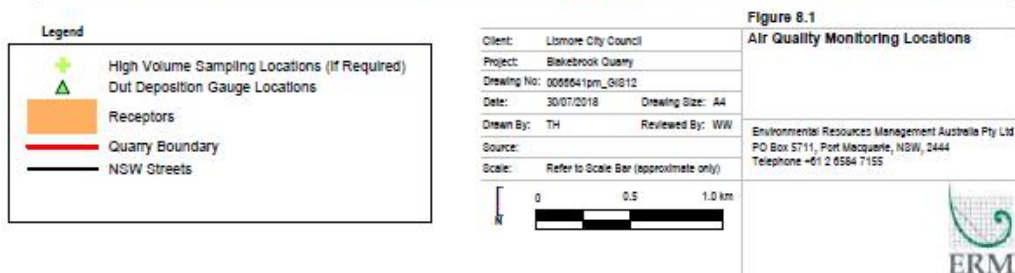 Legend
High Volume Sampling Locations (If Required)
Dut Deposition Gauge Locations
Receptors
Quarry Boundary
NSW Streets
Client: Lismore City Council
Project: Blakebrook Quarry
Drawing No: 0066641pm_GIS12
Date: 30/07/2018 Drawing Size: A4
Drawn By: TH Reviewed By: WW
Source:
Scale: Refer to Scale Bar (approximate only)
N
0 0.5 1.0 km
Figure 8.1
Air Quality Monitoring Locations
Environmental Resources Management Australia Pty Ltd
PO Box 5711, Port Macquarie, NSW, 2444
Telephone +61 2 6584 7155
ERM